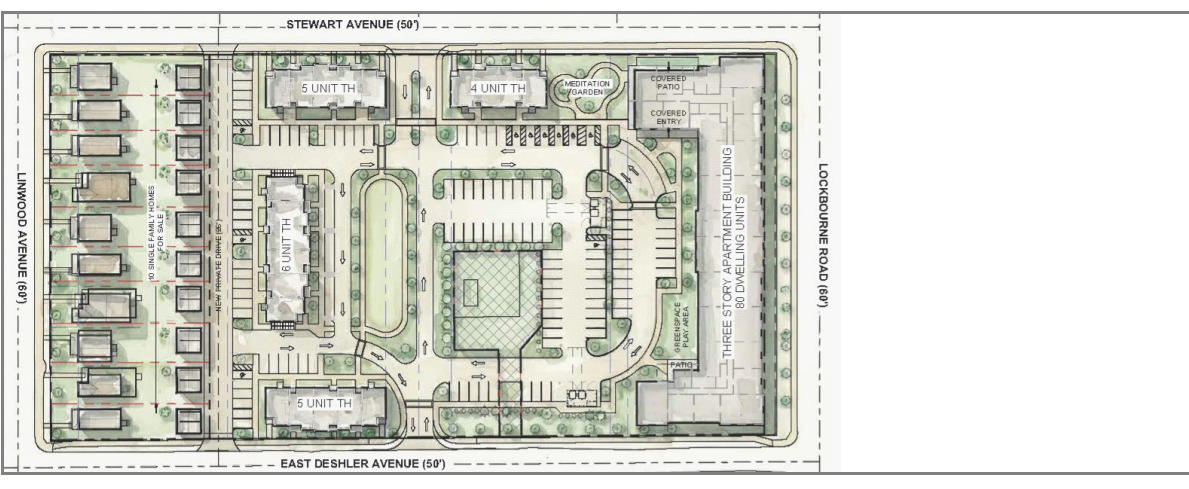 STEWART AVENUE (50')
5 UNIT TH
4 UNIT TH
MEDITATION
GARDEN
COVERED
PATIO
COVERED
ENTRY
LINWOOD AVENUE (60')
10 SINGLE FAMILY HOMES
FOR SALE
NEW PRIVATE DRIVE (25')
6 UNIT TH
THREE STORY APARTMENT BUILDING
80 DWELLING UNITS
LOCKBOURNE ROAD (60')
GREENSPACE
PLAY AREA
PATIO
5 UNIT TH
EAST DESHLER AVENUE (50')